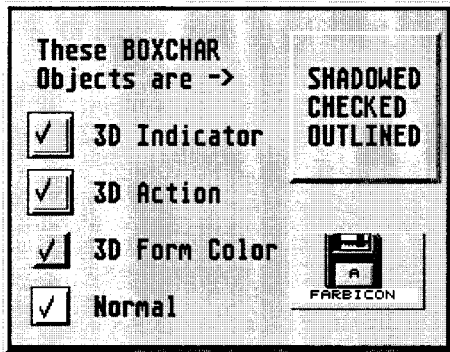 These BOXCHAR
Objects are ->
3D Indicator
3D Action
3D Form Color
Normal
SHADOWED
CHECKED
OUTLINED
A
FARBICON